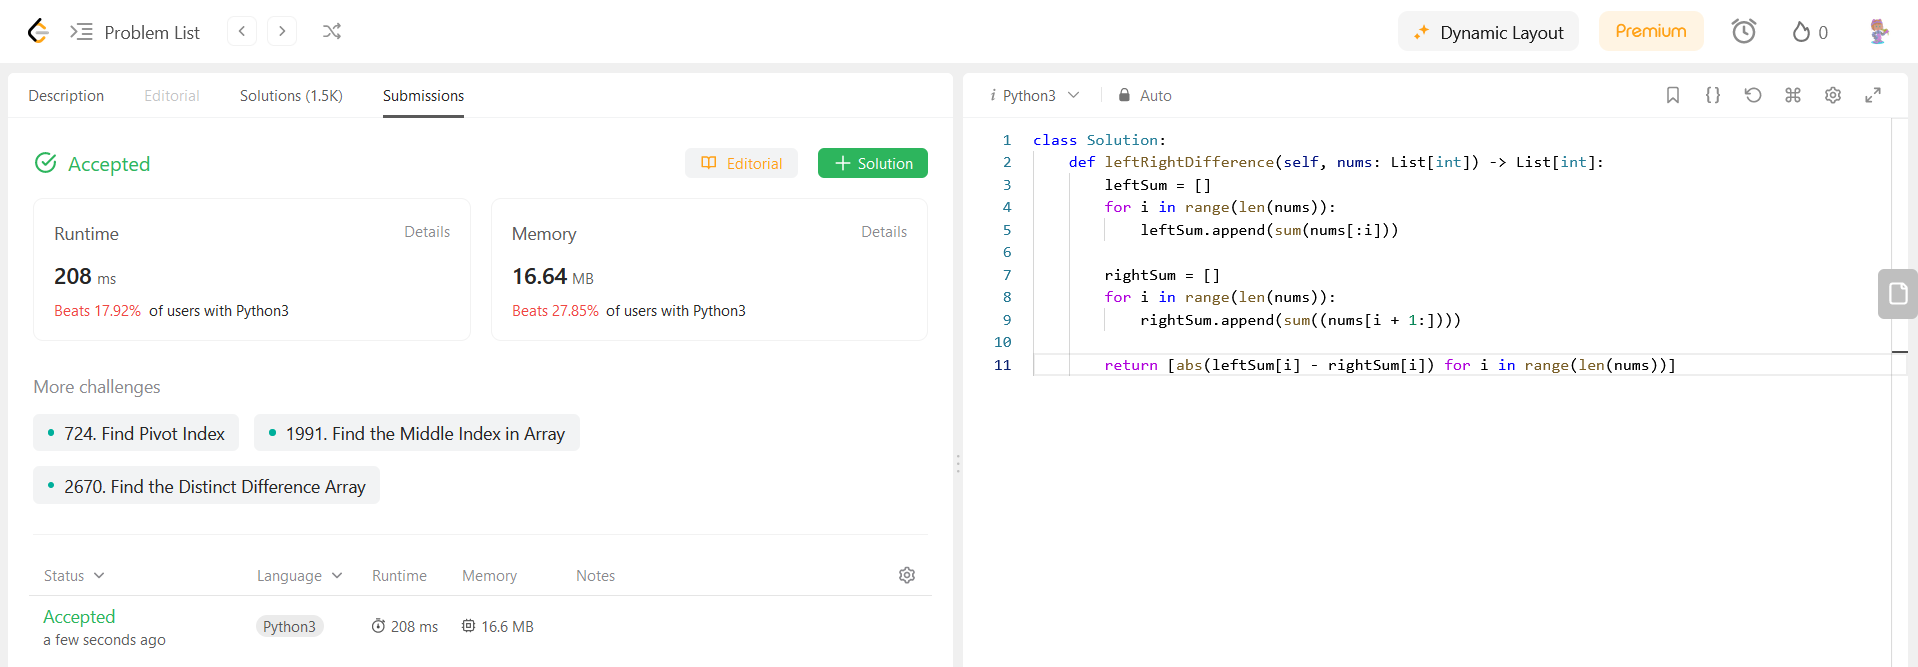 Problem List
Dynamic Layout
Premium
0
Description Editorial Solutions (1.5K) Submissions
Accepted
Editorial
Solution
Runtime Details
208 ms
Beats 17.92% of users with Python3
Memory Details
16.64 MB
Beats 27.85% of users with Python3
More challenges
724. Find Pivot Index
1991. Find the Middle Index in Array
2670. Find the Distinct Difference Array
Status Language Runtime Memory Notes
Accepted
a few seconds ago
Python3 208 ms 16.6 MB
i Python3 Auto
1 class Solution:
2     def leftRightDifference(self, nums: List[int]) -> List[int]:
3         leftSum = []
4         for i in range(len(nums)):
5             leftSum.append(sum(nums[:i]))
6
7         rightSum = []
8         for i in range(len(nums)):
9             rightSum.append(sum((nums[i + 1:])))
10
11         return [abs(leftSum[i] - rightSum[i]) for i in range(len(nums))]